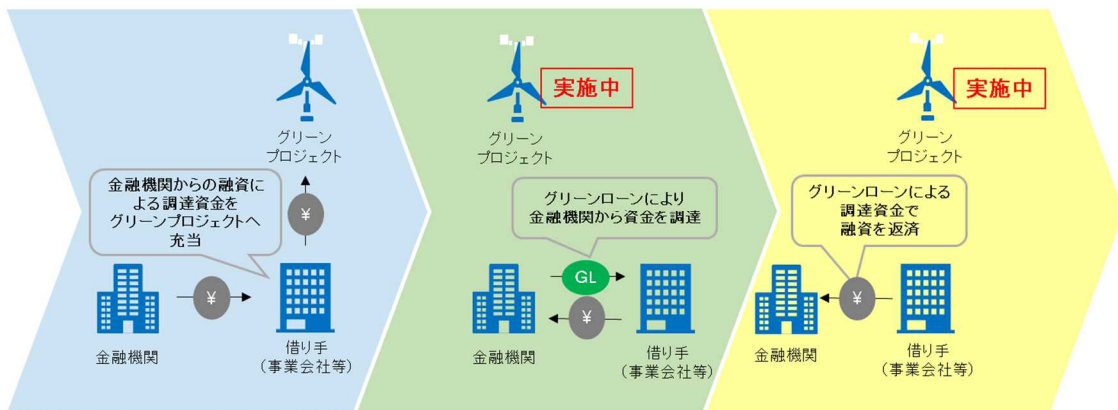 グリーン
プロジェクト
金融機関からの融資に
よる調達資金を
グリーンプロジェクトへ
充当
¥
¥
金融機関
借り手
(事業会社等)
実施中
グリーン
プロジェクト
グリーンローンにより
金融機関から資金を調達
GL
¥
金融機関
借り手
(事業会社等)
実施中
グリーン
プロジェクト
グリーンローンによる
調達資金で
融資を返済
¥
金融機関
借り手
(事業会社等)